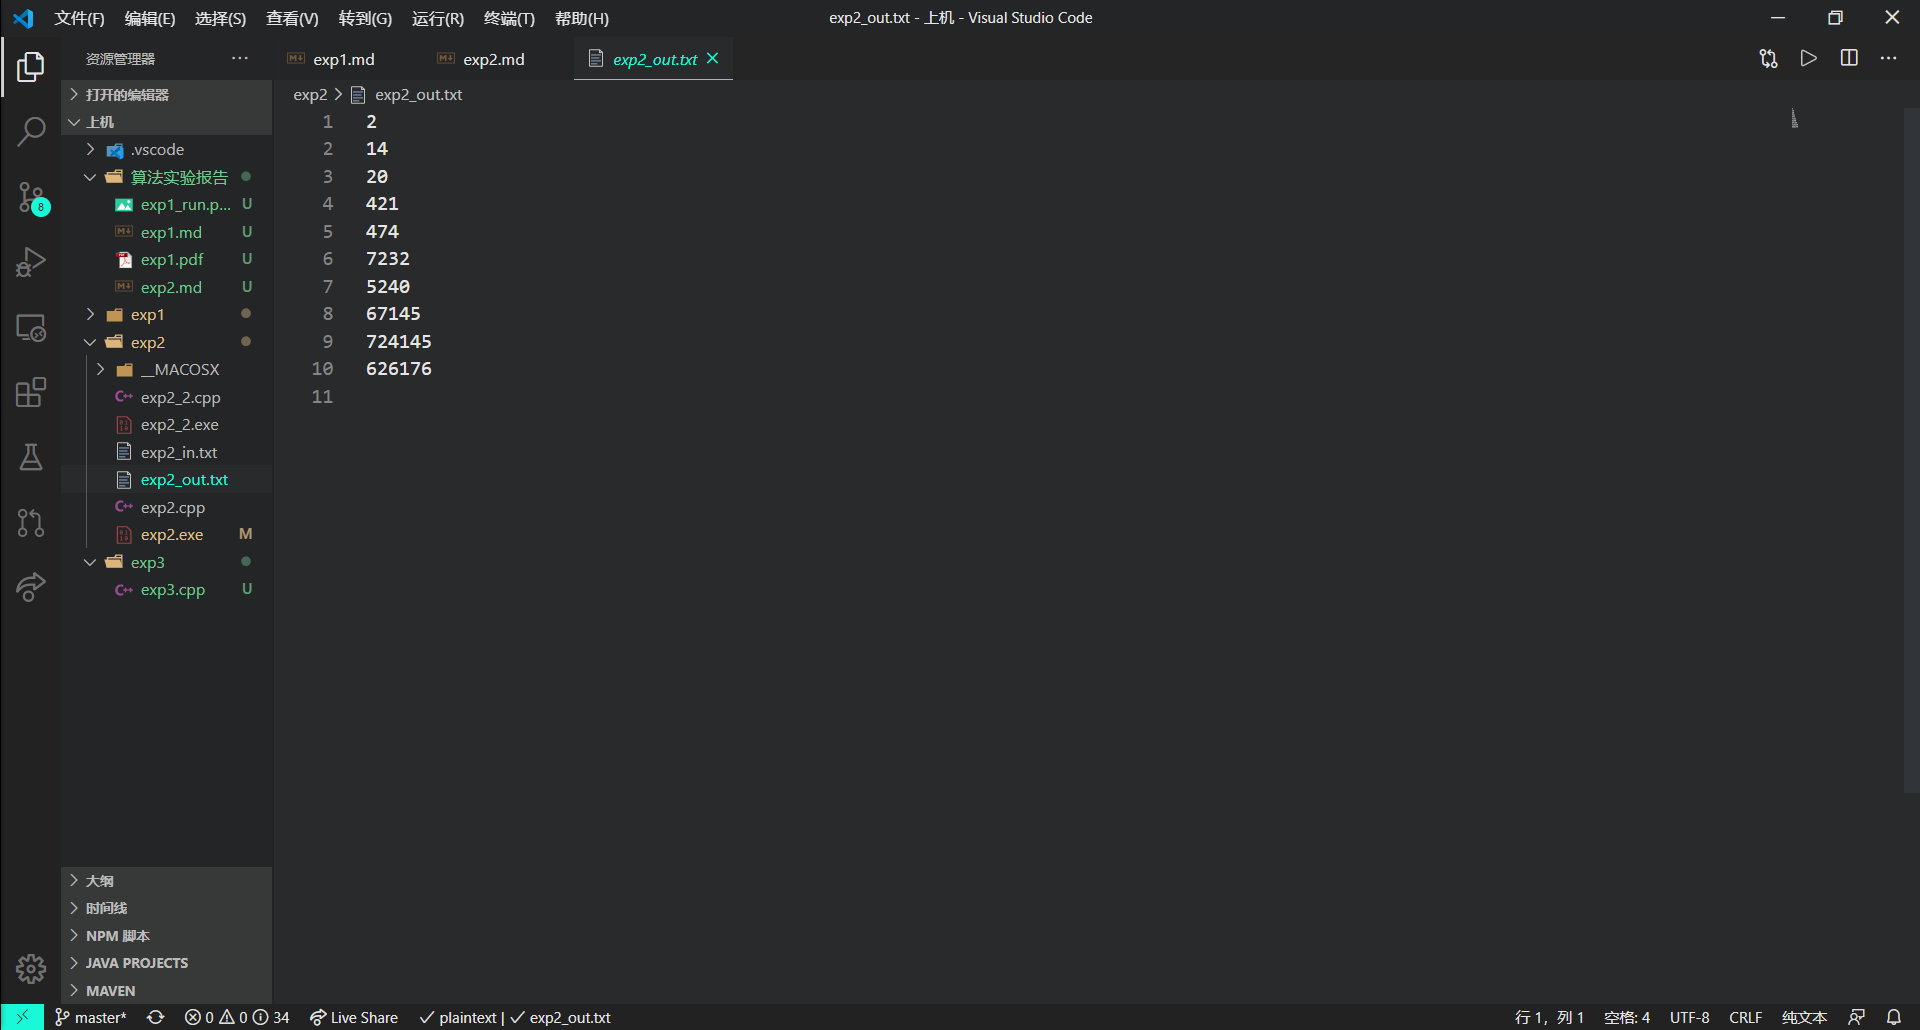 文件(F) 编辑(E) 选择(S) 查看(V) 转到(G) 运行(R) 终端(T) 帮助(H) exp2_out.txt - 上机 - Visual Studio Code
资源管理器
exp1.md exp2.md exp2_out.txt
打开的编辑器
exp2 > exp2_out.txt
上机
.vscode
算法实验报告
exp1_run.p... U
exp1.md U
exp1.pdf U
exp2.md U
exp1
exp2
__MACOSX
exp2_2.cpp
exp2_2.exe
exp2_in.txt
exp2_out.txt
exp2.cpp
exp2.exe M
exp3
exp3.cpp U
8
1 2
2 14
3 20
4 421
5 474
6 7232
7 5240
8 67145
9 724145
10 626176
11
大纲
时间线
NPM 脚本
JAVA PROJECTS
MAVEN
master* 0 0 34 Live Share plaintext | exp2_out.txt 行 1，列 1 空格: 4 UTF-8 CRLF 纯文本